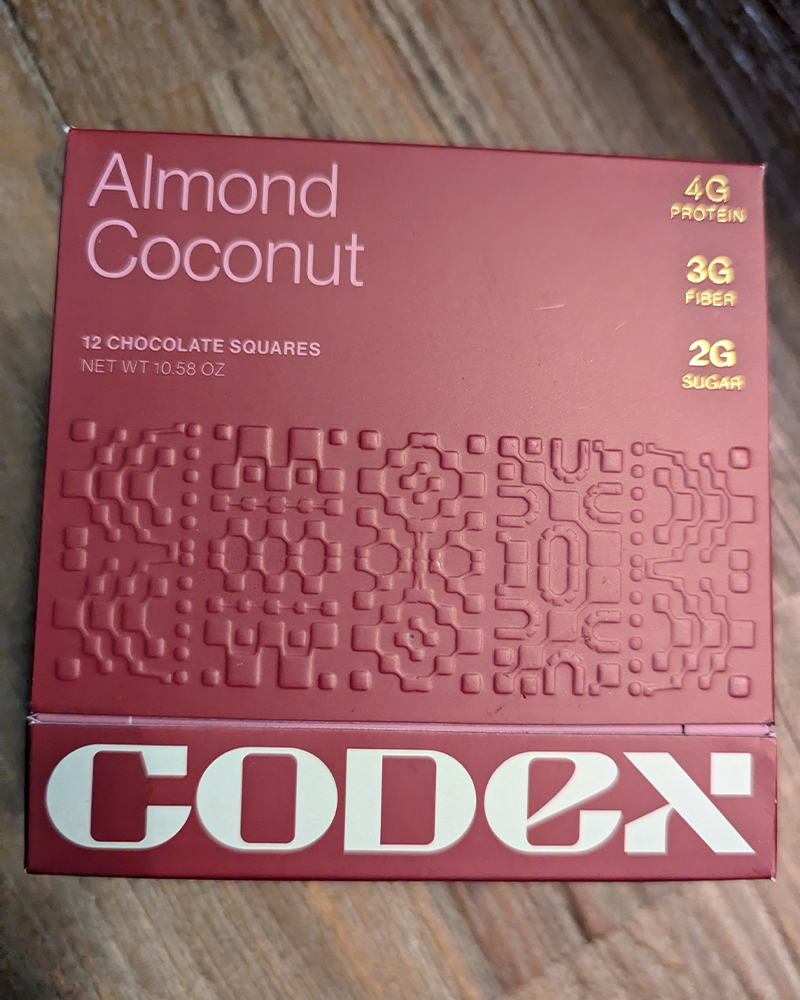 Almond
Coconut
12 CHOCOLATE SQUARES
NET WT 10.58 OZ
4G
PROTEIN
3G
FIBER
2G
SUGAR
CODEX